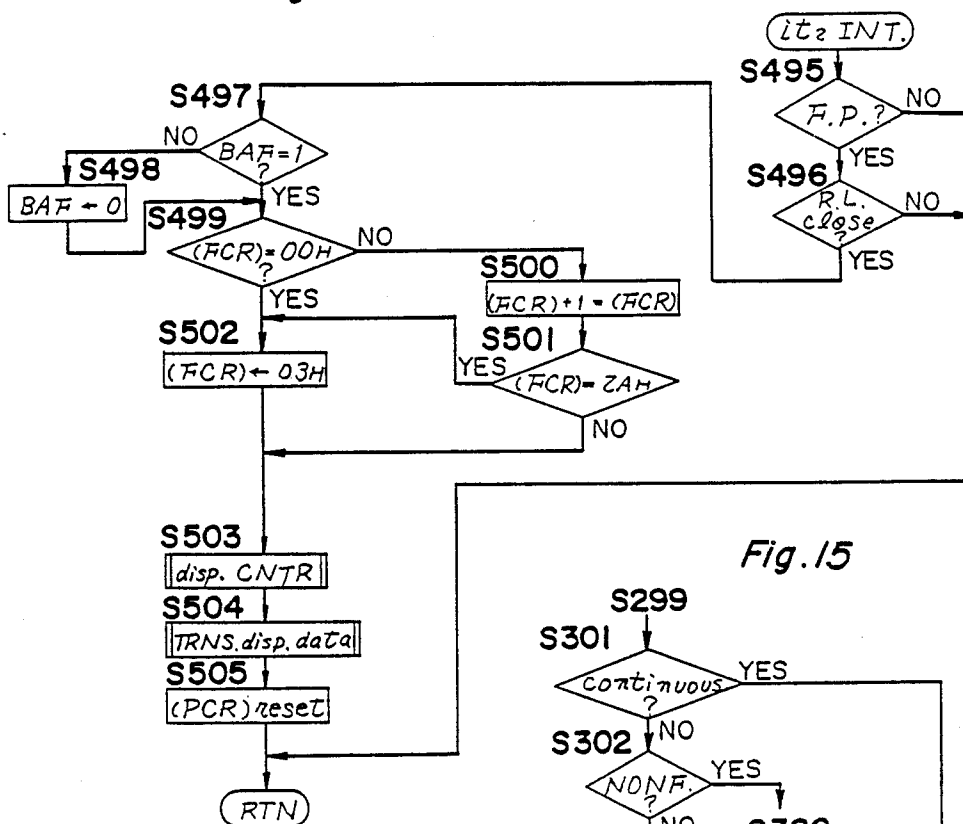 it2 INT.
S495
F.P.?
NO
YES
S496
R.L.
close
?
NO
YES
S497
BAF=1
?
NO
YES
S498
BAF ← 0
S499
(FCR)=00H
?
NO
YES
S500
(FCR)+1=(FCR)
S501
(FCR)=2AH
YES
NO
S502
(FCR)← 03H
S503
disp. CNTR
S504
TRNS.disp.data
S505
(PCR)reset
RTN
Fig.15
S299
S301
continuous
?
YES
NO
S302
NONF.
?
YES
NO